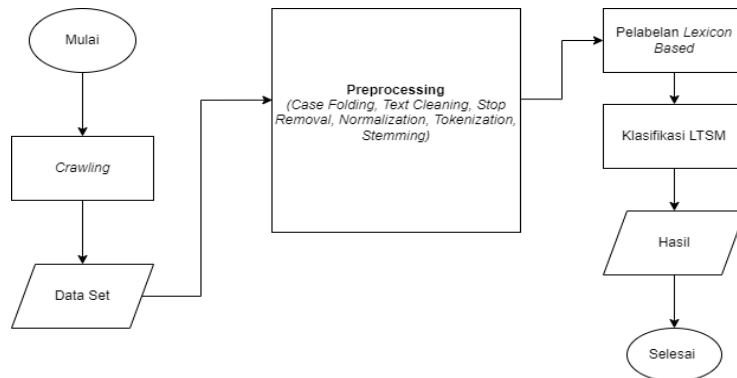 Mulai
Crawling
Data Set
Preprocessing
(Case Folding, Text Cleaning, Stop
Removal, Normalization, Tokenization,
Stemming)
Pelabelan Lexicon
Based
Klasifikasi LTSM
Hasil
Selesai